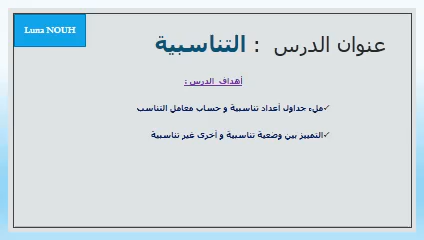 Luna NOUH
عنوان الدرس : التناسبية
أهداف الدرس :
✓ملء جداول أعداد تناسبية و حساب معامل التناسب
✓التمييز بين وضعية تناسبية و أخرى غير تناسبية